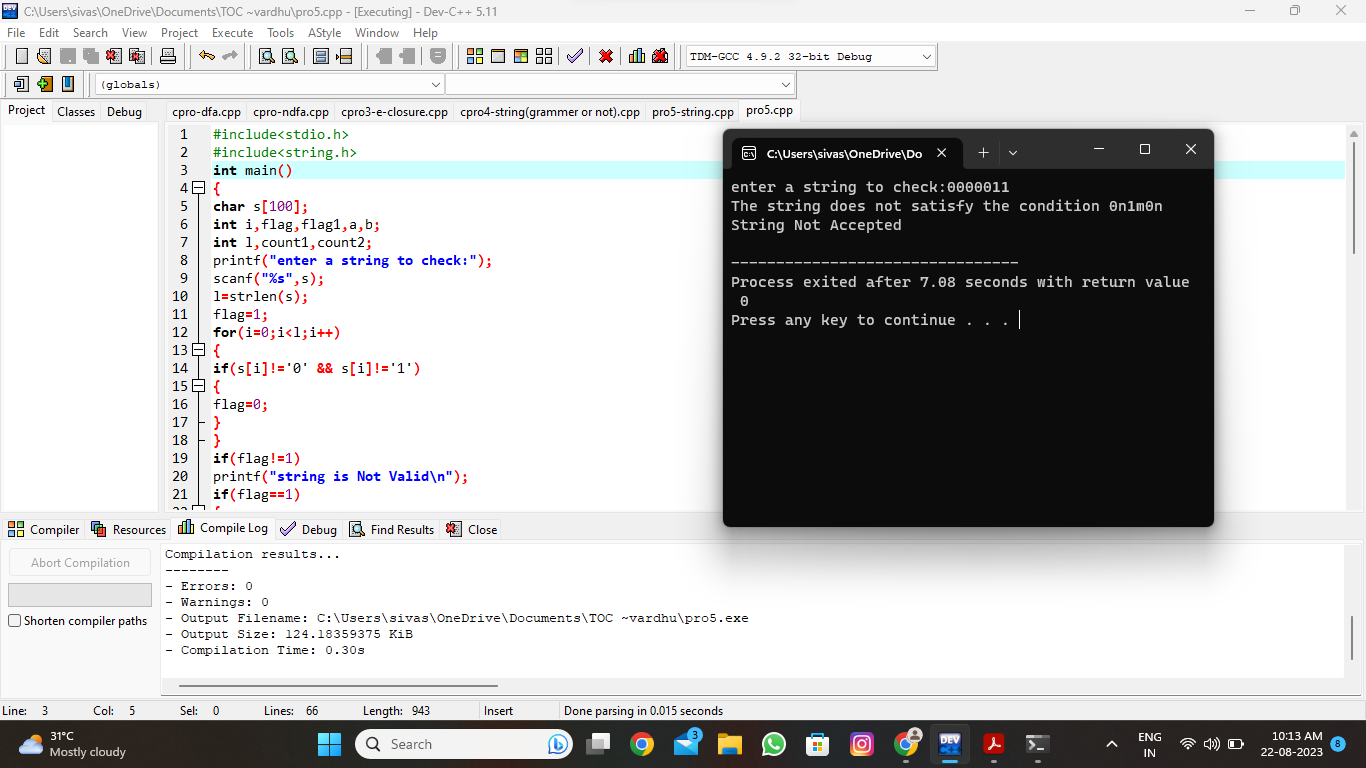 C:\Users\sivas\OneDrive\Documents\TOC ~vardhu\pro5.cpp - [Executing] - Dev-C++ 5.11
File Edit Search View Project Execute Tools AStyle Window Help
TDM-GCC 4.9.2 32-bit Debug
(globals)
Project Classes Debug
cpro-dfa.cpp cpro-ndfa.cpp cpro3-e-closure.cpp cpro4-string(grammer or not).cpp pro5-string.cpp pro5.cpp
1 #include<stdio.h>
2 #include<string.h>
3 int main()
4 {
5 char s[100];
6 int i,flag,flag1,a,b;
7 int l,count1,count2;
8 printf("enter a string to check:");
9 scanf("%s",s);
10 l=strlen(s);
11 flag=1;
12 for(i=0;i<l;i++)
13 {
14 if(s[i]!='0' && s[i]!='1')
15 {
16 flag=0;
17 }
18 }
19 if(flag!=1)
20 printf("string is Not Valid\n");
21 if(flag==1)
C:\Users\sivas\OneDrive\Do
enter a string to check:0000011
The string does not satisfy the condition 0n1m0n
String Not Accepted
--------------------------------
Process exited after 7.08 seconds with return value
0
Press any key to continue . . .
Compiler Resources Compile Log Debug Find Results Close
Abort Compilation
Shorten compiler paths
Compilation results...
--------
- Errors: 0
- Warnings: 0
- Output Filename: C:\Users\sivas\OneDrive\Documents\TOC ~vardhu\pro5.exe
- Output Size: 124.18359375 KiB
- Compilation Time: 0.30s
Line: 3 Col: 5 Sel: 0 Lines: 66 Length: 943 Insert Done parsing in 0.015 seconds
31°C
Mostly cloudy
Search
3
DEV
ENG
IN
10:13 AM
22-08-2023
8